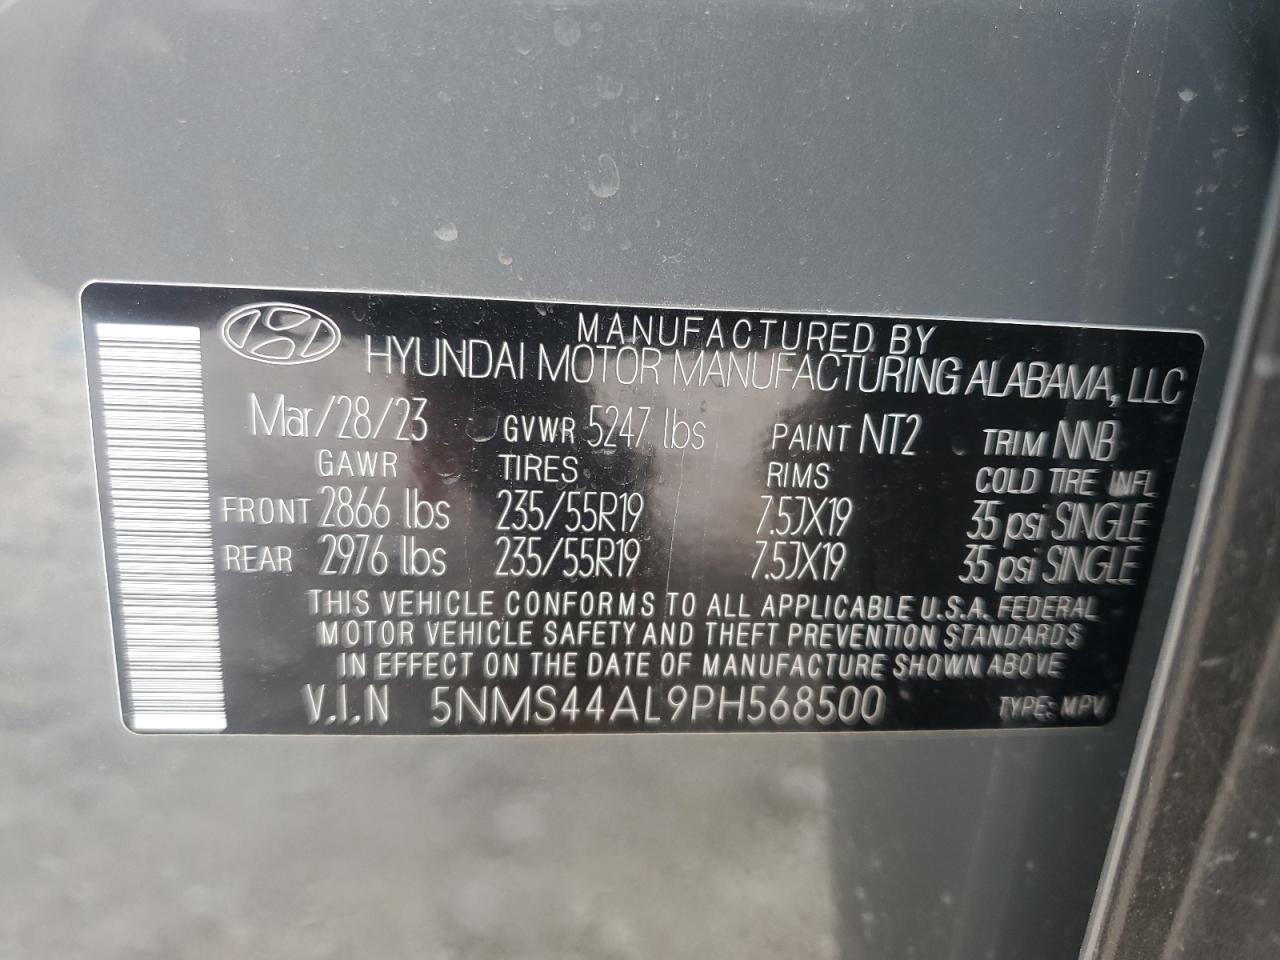 MANUFACTURED BY
HYUNDAI MOTOR MANUFACTURING ALABAMA, LLC
Mar/28/23 GVWR 5247 lbs PAINT NT2 TRIM NNB
GAWR TIRES RIMS COLD TIRE INFL
FRONT 2866 lbs 235/55R19 7.5JX19 35 psi SINGLE
REAR 2976 lbs 235/55R19 7.5JX19 35 psi SINGLE
THIS VEHICLE CONFORMS TO ALL APPLICABLE U.S.A. FEDERAL
MOTOR VEHICLE SAFETY AND THEFT PREVENTION STANDARDS
IN EFFECT ON THE DATE OF MANUFACTURE SHOWN ABOVE
V.I.N 5NMS44AL9PH568500 TYPE: MPV